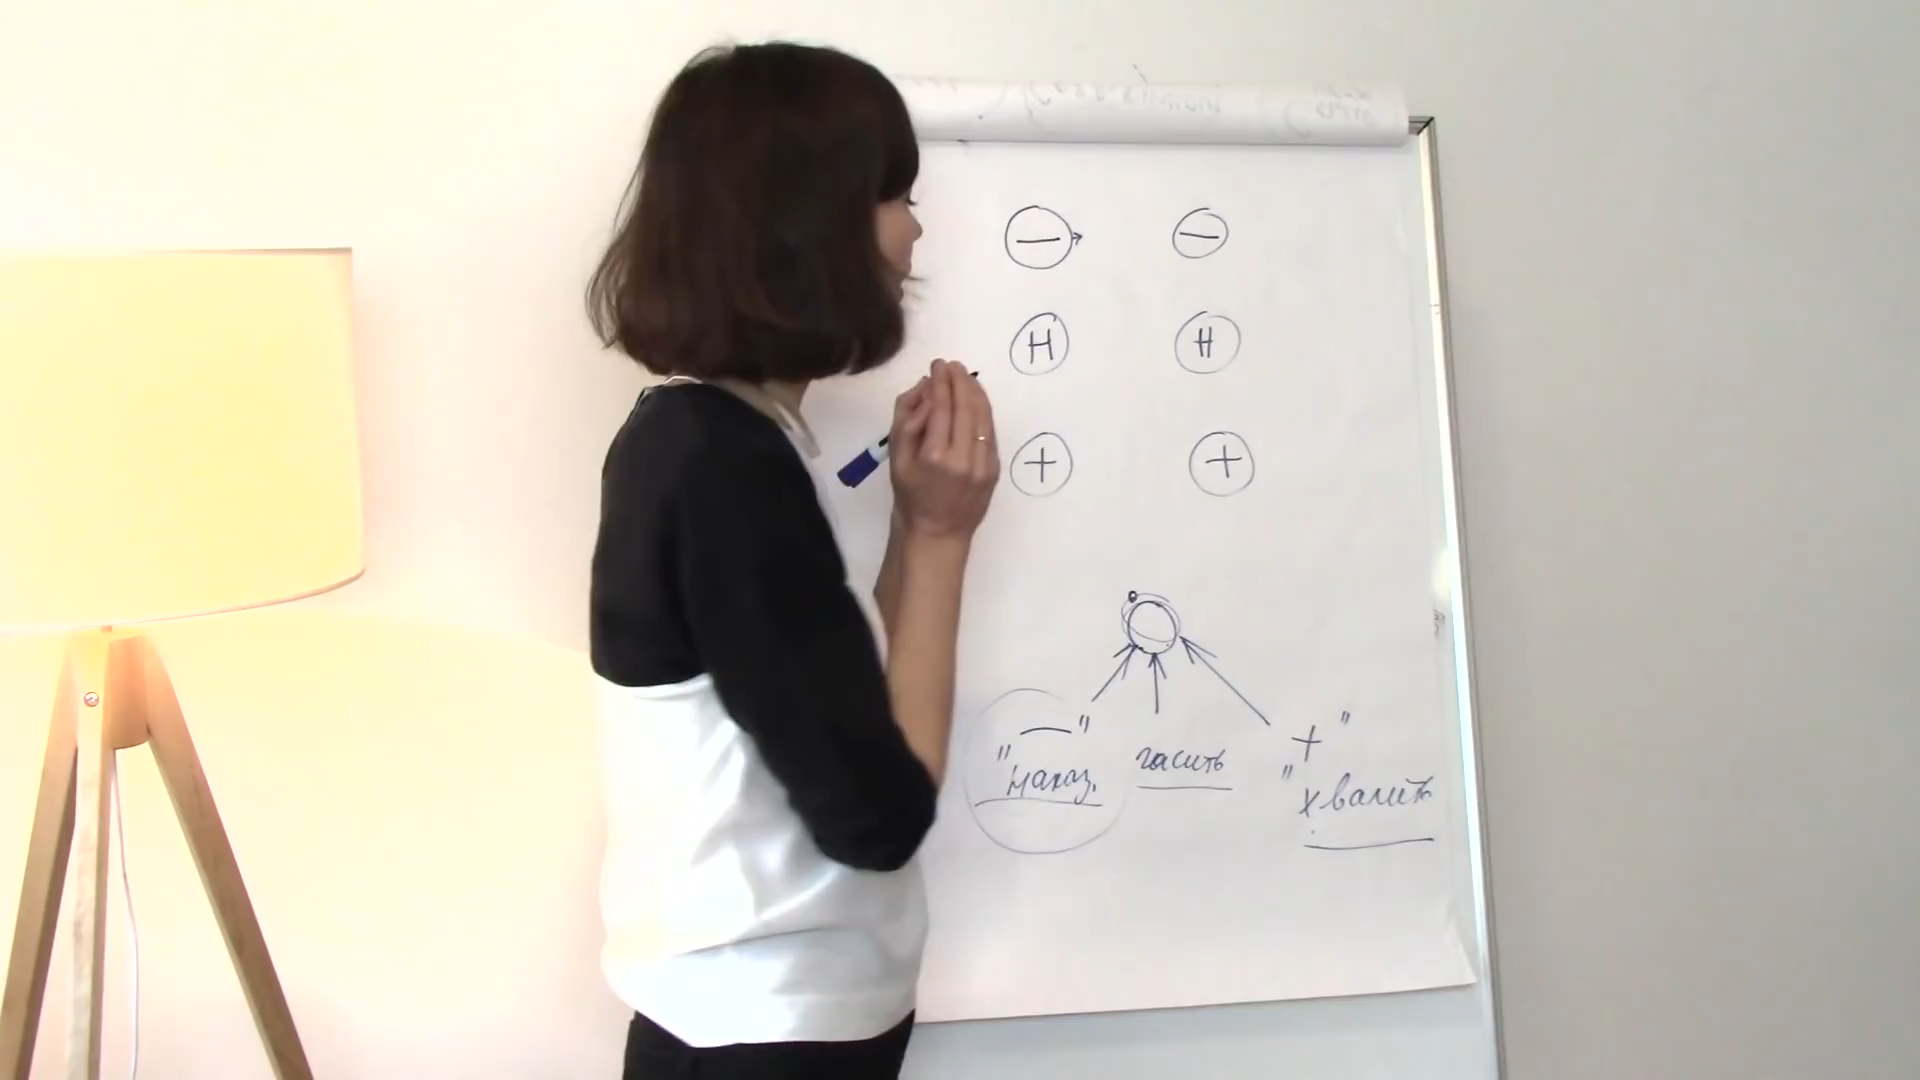 — —
Н Н
+ +
"—" гасить + "
наказ. " хвалить